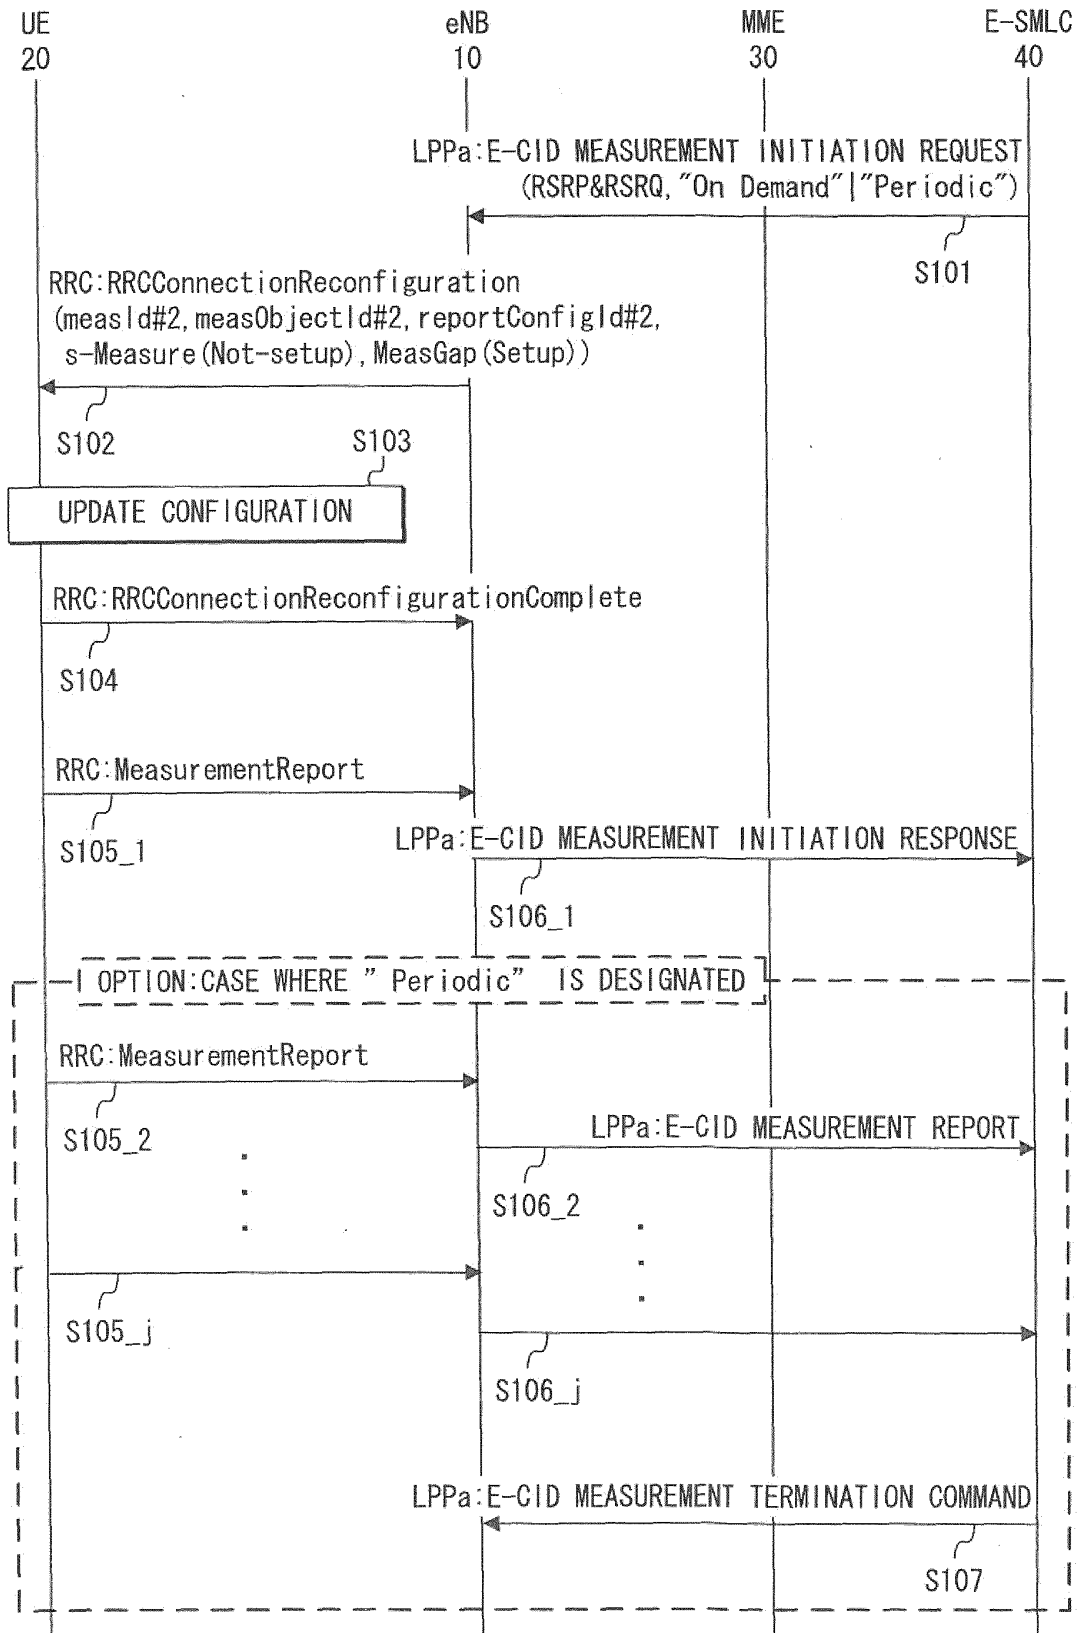 UE eNB MME E-SMLC
20 10 30 40
LPPa:E-CID MEASUREMENT INITIATION REQUEST
(RSRP&RSRQ,"On Demand"|"Periodic")
S101
RRC:RRCConnectionReconfiguration
(measId#2,measObjectId#2,reportConfigId#2,
s-Measure(Not-setup),MeasGap(Setup))
S102 S103
UPDATE CONFIGURATION
RRC:RRCConnectionReconfigurationComplete
S104
RRC:MeasurementReport
S105_1
LPPa:E-CID MEASUREMENT INITIATION RESPONSE
S106_1
OPTION:CASE WHERE " Periodic" IS DESIGNATED
RRC:MeasurementReport
S105_2
LPPa:E-CID MEASUREMENT REPORT
S106_2
S105_j
S106_j
LPPa:E-CID MEASUREMENT TERMINATION COMMAND
S107